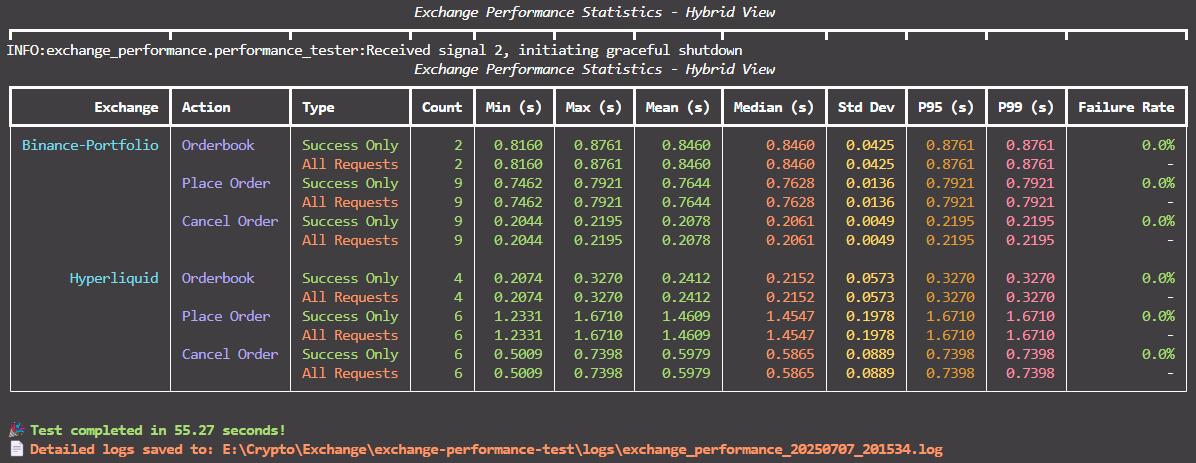 Exchange Performance Statistics - Hybrid View
INFO:exchange_performance.performance_tester:Received signal 2, initiating graceful shutdown
Exchange Performance Statistics - Hybrid View
Exchange Action Type Count Min (s) Max (s) Mean (s) Median (s) Std Dev P95 (s) P99 (s) Failure Rate
Binance-Portfolio Orderbook Success Only 2 0.8160 0.8761 0.8460 0.8460 0.0425 0.8761 0.8761 0.0%
All Requests 2 0.8160 0.8761 0.8460 0.8460 0.0425 0.8761 0.8761 -
Place Order Success Only 9 0.7462 0.7921 0.7644 0.7628 0.0136 0.7921 0.7921 0.0%
All Requests 9 0.7462 0.7921 0.7644 0.7628 0.0136 0.7921 0.7921 -
Cancel Order Success Only 9 0.2044 0.2195 0.2078 0.2061 0.0049 0.2195 0.2195 0.0%
All Requests 9 0.2044 0.2195 0.2078 0.2061 0.0049 0.2195 0.2195 -
Hyperliquid Orderbook Success Only 4 0.2074 0.3270 0.2412 0.2152 0.0573 0.3270 0.3270 0.0%
All Requests 4 0.2074 0.3270 0.2412 0.2152 0.0573 0.3270 0.3270 -
Place Order Success Only 6 1.2331 1.6710 1.4609 1.4547 0.1978 1.6710 1.6710 0.0%
All Requests 6 1.2331 1.6710 1.4609 1.4547 0.1978 1.6710 1.6710 -
Cancel Order Success Only 6 0.5009 0.7398 0.5979 0.5865 0.0889 0.7398 0.7398 0.0%
All Requests 6 0.5009 0.7398 0.5979 0.5865 0.0889 0.7398 0.7398 -
🎉 Test completed in 55.27 seconds!
📄 Detailed logs saved to: E:\Crypto\Exchange\exchange-performance-test\logs\exchange_performance_20250707_201534.log